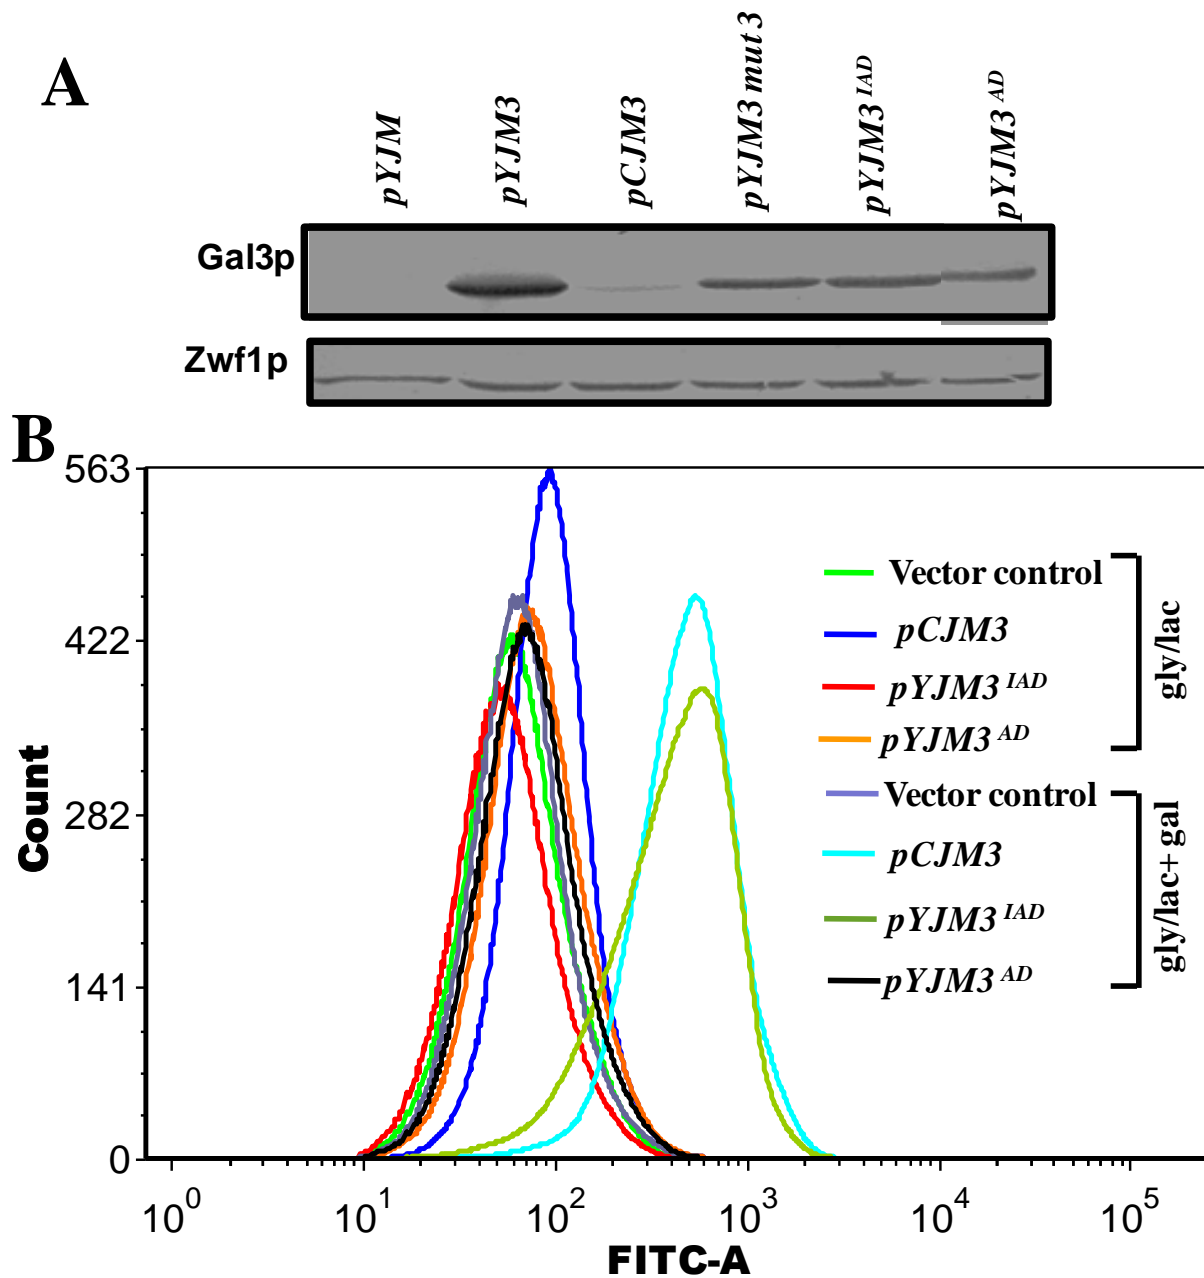 A
pYJM
pYJM3
pCJM3
pYJM3 mut 3
pYJM3 IAD
pYJM3 AD
Gal3p
Zwf1p
B
563
422
282
141
0
Count
10^0
10^1
10^2
10^3
10^4
10^5
FITC-A
Vector control
pCJM3
pYJM3 IAD
pYJM3 AD
gly/lac
Vector control
pCJM3
pYJM3 IAD
pYJM3 AD
gly/lac+ gal